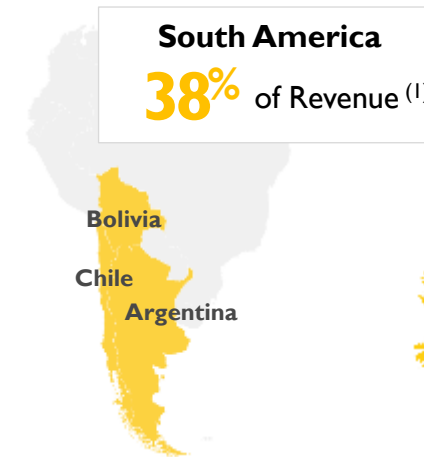 South America
38% of Revenue (1)
Bolivia
Chile
Argentina